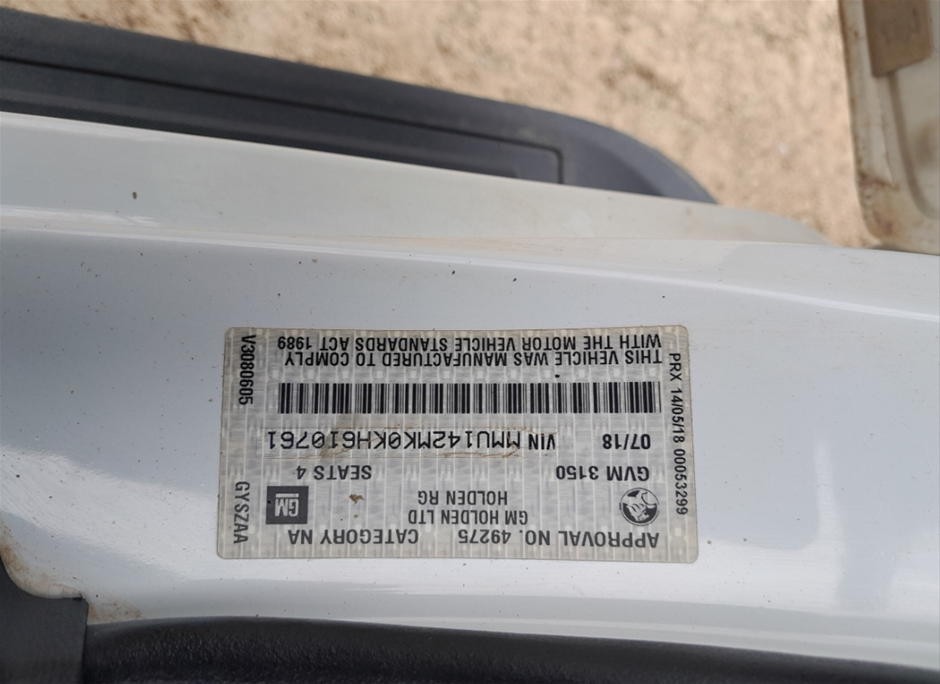 APPROVAL NO. 49275 CATEGORY NA
GM HOLDEN LTD
HOLDEN RG
GM
GVM 3150 SEATS 4
07/18 VIN MMU142MK0KH610761
THIS VEHICLE WAS MANUFACTURED TO COMPLY
WITH THE MOTOR VEHICLE STANDARDS ACT 1989
PRX 14/05/18 00053299
GYSZAA
V3080605